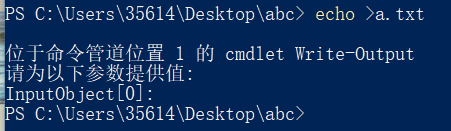 PS C:\Users\35614\Desktop\abc> echo >a.txt
位于命令管道位置 1 的 cmdlet Write-Output
请为以下参数提供值:
InputObject[0]:
PS C:\Users\35614\Desktop\abc>